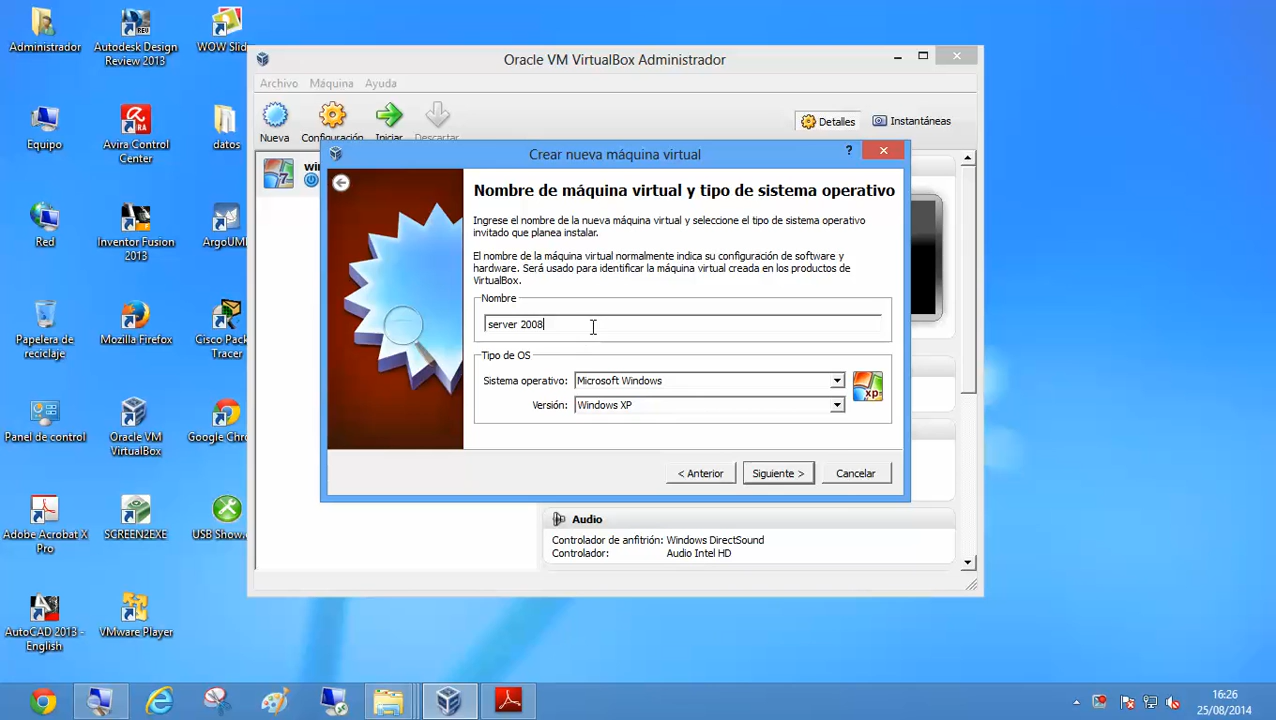 Administrador
Autodesk Design
Review 2013
WOW Slid
Equipo
Avira Control
Center
datos
Red
Inventor Fusion
2013
ArgoUML
Papelera de
reciclaje
Mozilla Firefox
Cisco Pack
Tracer
Panel de control
Oracle VM
VirtualBox
Google Chro
Adobe Acrobat X
Pro
SCREEN2EXE
USB Show...
AutoCAD 2013 -
English
VMware Player
Oracle VM VirtualBox Administrador
Archivo Máquina Ayuda
Nueva Configuración Iniciar Descartar
Detalles Instantáneas
Crear nueva máquina virtual
Nombre de máquina virtual y tipo de sistema operativo
Ingrese el nombre de la nueva máquina virtual y seleccione el tipo de sistema operativo
invitado que planea instalar.
El nombre de la máquina virtual normalmente indica su configuración de software y
hardware. Será usado para identificar la máquina virtual creada en los productos de
VirtualBox.
Nombre
server 2008
Tipo de OS
Sistema operativo: Microsoft Windows
Versión: Windows XP
xp
< Anterior Siguiente > Cancelar
Audio
Controlador de anfitrión: Windows DirectSound
Controlador: Audio Intel HD
16:26
25/08/2014